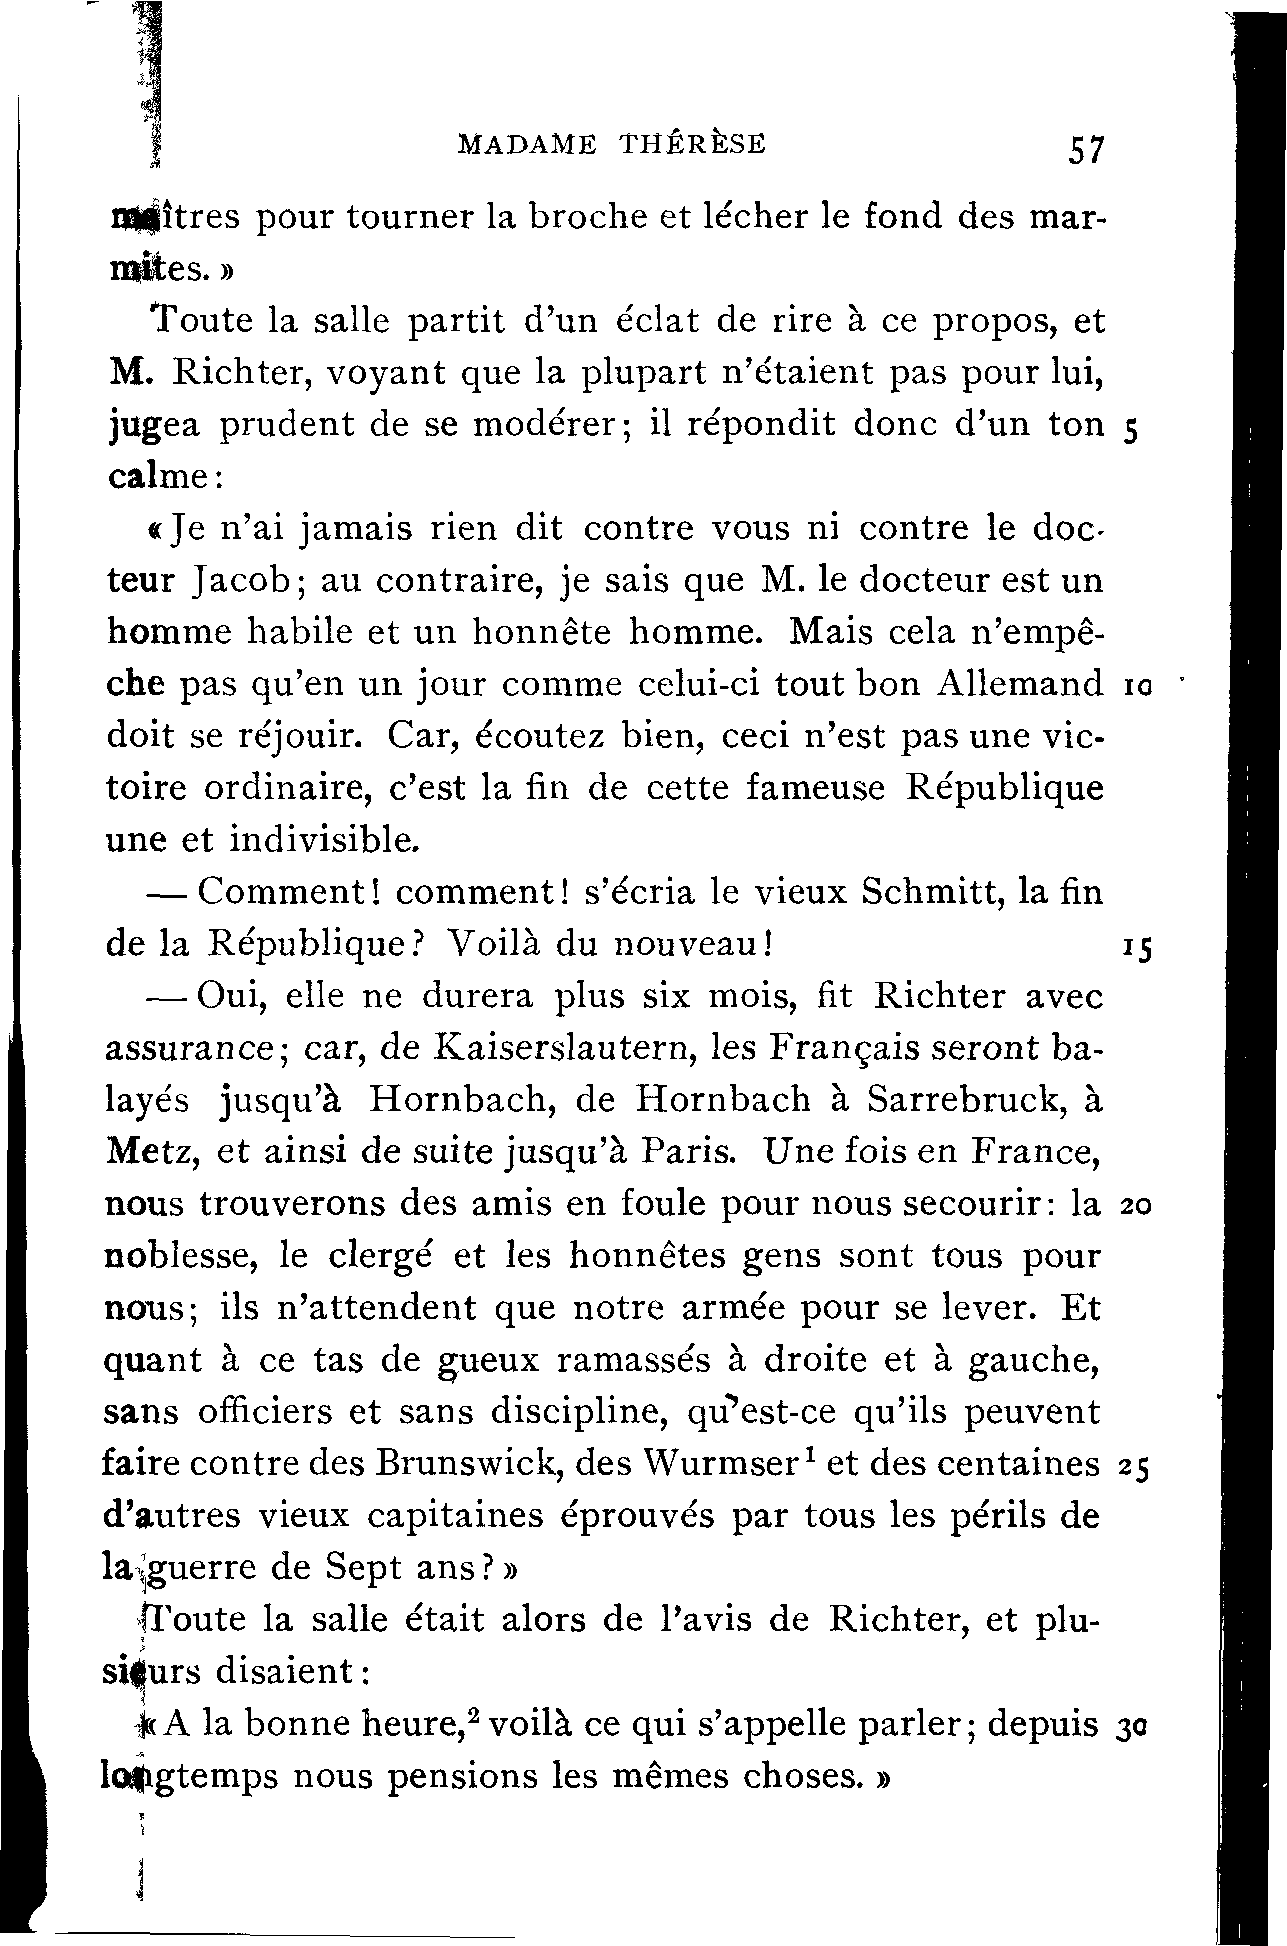 MADAME THÉRÈSE 57
maîtres pour tourner la broche et lécher le fond des mar-
mites. »
Toute la salle partit d'un éclat de rire à ce propos, et
M. Richter, voyant que la plupart n'étaient pas pour lui,
jugea prudent de se modérer; il répondit donc d'un ton 5
calme:
«Je n'ai jamais rien dit contre vous ni contre le doc-
teur Jacob; au contraire, je sais que M. le docteur est un
homme habile et un honnête homme. Mais cela n'empê-
che pas qu'en un jour comme celui-ci tout bon Allemand 10
doit se réjouir. Car, écoutez bien, ceci n'est pas une vic-
toire ordinaire, c'est la fin de cette fameuse République
une et indivisible.
— Comment! comment! s'écria le vieux Schmitt, la fin
de la République? Voilà du nouveau! 15
— Oui, elle ne durera plus six mois, fit Richter avec
assurance; car, de Kaiserslautern, les Français seront ba-
layés jusqu'à Hornbach, de Hornbach à Sarrebruck, à
Metz, et ainsi de suite jusqu'à Paris. Une fois en France,
nous trouverons des amis en foule pour nous secourir: la 20
noblesse, le clergé et les honnêtes gens sont tous pour
nous; ils n'attendent que notre armée pour se lever. Et
quant à ce tas de gueux ramassés à droite et à gauche,
sans officiers et sans discipline, qu'est-ce qu'ils peuvent
faire contre des Brunswick, des Wurmser¹ et des centaines 25
d'autres vieux capitaines éprouvés par tous les périls de
la guerre de Sept ans?»
Toute la salle était alors de l'avis de Richter, et plu-
sieurs disaient:
«A la bonne heure,² voilà ce qui s'appelle parler; depuis 30
longtemps nous pensions les mêmes choses. »